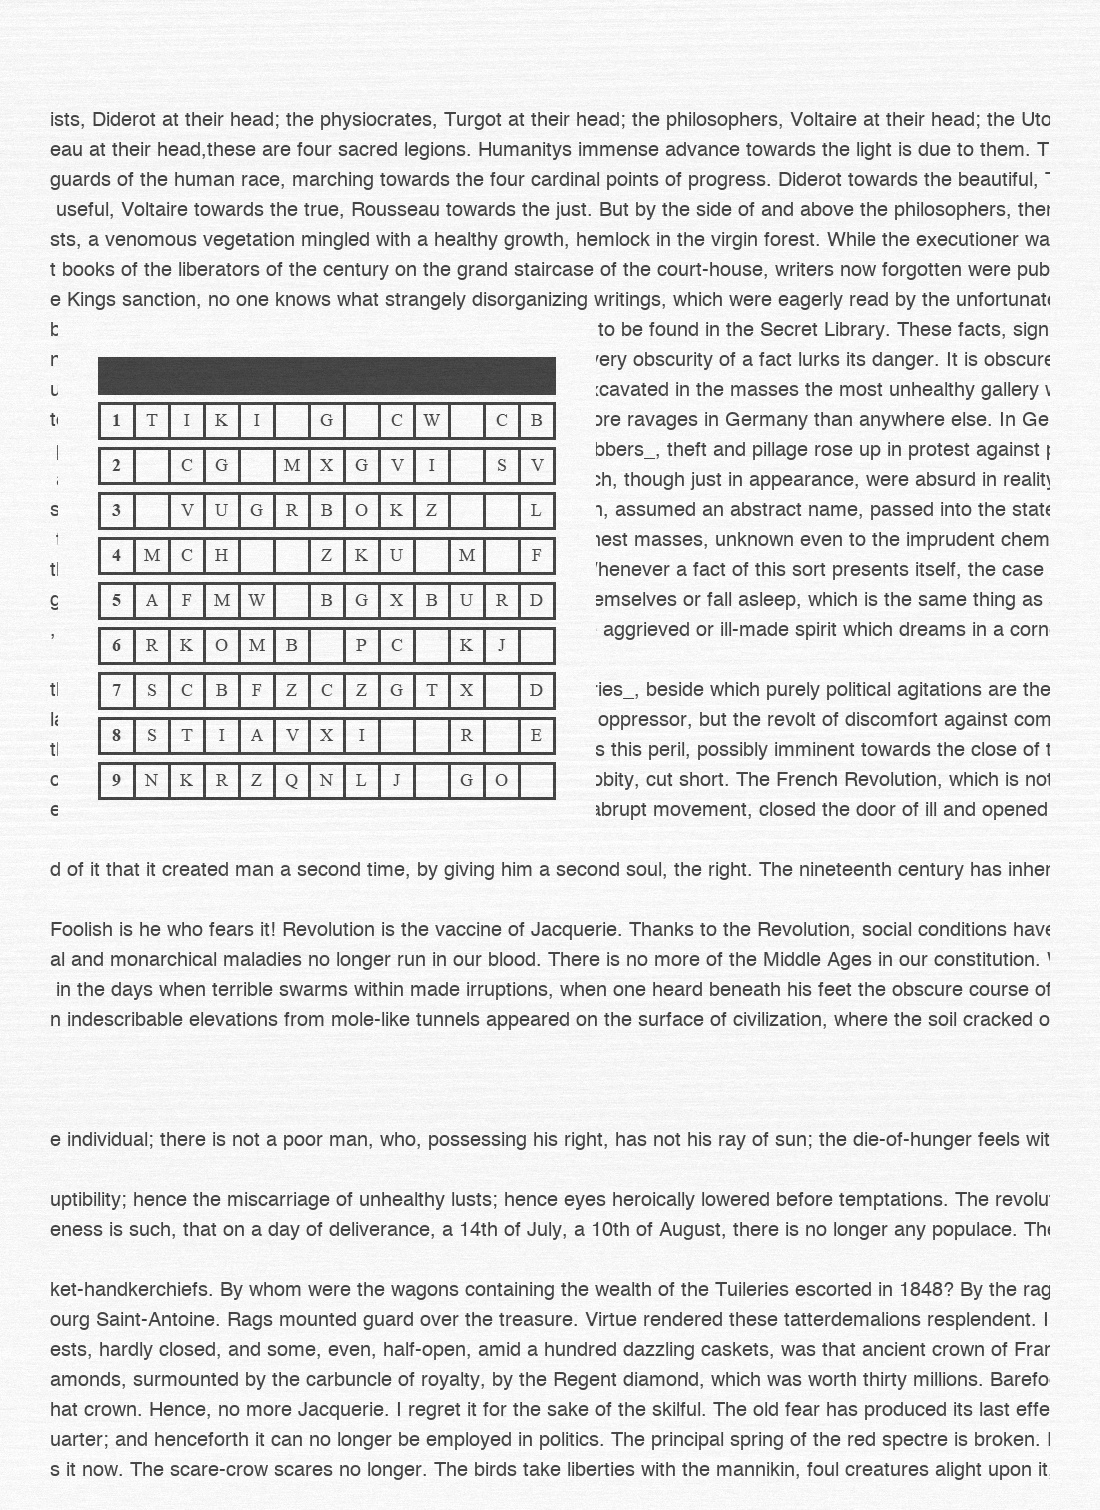 ists, Diderot at their head; the physiocrates, Turgot at their head; the philosophers, Voltaire at their head; the Uto
eau at their head,these are four sacred legions. Humanitys immense advance towards the light is due to them. T
guards of the human race, marching towards the four cardinal points of progress. Diderot towards the beautiful,
useful, Voltaire towards the true, Rousseau towards the just. But by the side of and above the philosophers, ther
sts, a venomous vegetation mingled with a healthy growth, hemlock in the virgin forest. While the executioner wa
t books of the liberators of the century on the grand staircase of the court-house, writers now forgotten were pub
e Kings sanction, no one knows what strangely disorganizing writings, which were eagerly read by the unfortunate
b to be found in the Secret Library. These facts, sign
very obscurity of a fact lurks its danger. It is obscure
xcavated in the masses the most unhealthy gallery
1 T I K I G C W C B
ore ravages in Germany than anywhere else. In Ge
bbers_, theft and pillage rose up in protest against
2 C G M X G V I S V
ch, though just in appearance, were absurd in reality
3 V U G R B O K Z L
s n, assumed an abstract name, passed into the state
nest masses, unknown even to the imprudent chem
4 M C H Z K U M F
Whenever a fact of this sort presents itself, the case
5 A F M W B G X B U R D
g emselves or fall asleep, which is the same thing as
, aggrieved or ill-made spirit which dreams in a corn
6 R K O M B P C K J
7 S C B F Z C Z G T X D
ries_, beside which purely political agitations are the
oppressor, but the revolt of discomfort against com
8 S T I A V X I R E
s this peril, possibly imminent towards the close of
9 N K R Z Q N L J G O
obity, cut short. The French Revolution, which is not
e abrupt movement, closed the door of ill and opened
d of it that it created man a second time, by giving him a second soul, the right. The nineteenth century has inher
Foolish is he who fears it! Revolution is the vaccine of Jacquerie. Thanks to the Revolution, social conditions have
al and monarchical maladies no longer run in our blood. There is no more of the Middle Ages in our constitution.
in the days when terrible swarms within made irruptions, when one heard beneath his feet the obscure course of
n indescribable elevations from mole-like tunnels appeared on the surface of civilization, where the soil cracked o
e individual; there is not a poor man, who, possessing his right, has not his ray of sun; the die-of-hunger feels wit
uptibility; hence the miscarriage of unhealthy lusts; hence eyes heroically lowered before temptations. The revolu
eness is such, that on a day of deliverance, a 14th of July, a 10th of August, there is no longer any populace. The
ket-handkerchiefs. By whom were the wagons containing the wealth of the Tuileries escorted in 1848? By the rag
ourg Saint-Antoine. Rags mounted guard over the treasure. Virtue rendered these tatterdemalions resplendent. I
ests, hardly closed, and some, even, half-open, amid a hundred dazzling caskets, was that ancient crown of Fran
amonds, surmounted by the carbuncle of royalty, by the Regent diamond, which was worth thirty millions. Barefo
hat crown. Hence, no more Jacquerie. I regret it for the sake of the skilful. The old fear has produced its last effe
uarter; and henceforth it can no longer be employed in politics. The principal spring of the red spectre is broken.
s it now. The scare-crow scares no longer. The birds take liberties with the mannikin, foul creatures alight upon it